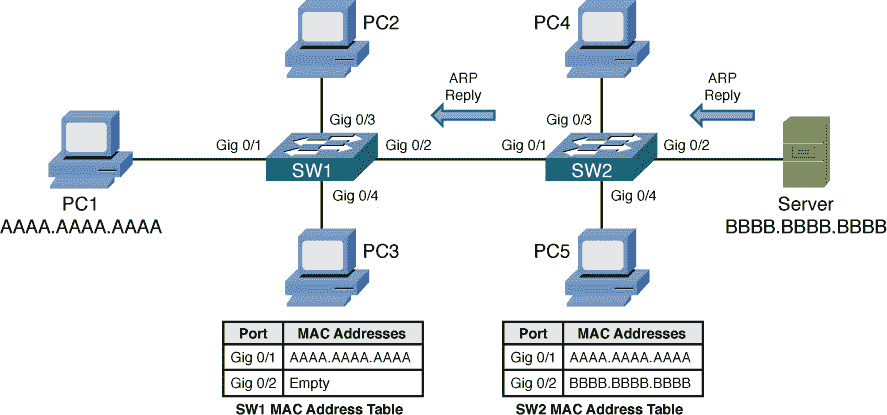 PC2
PC4
ARP
Reply
ARP
Reply
Gig 0/3
Gig 0/3
Gig 0/1
Gig 0/2
Gig 0/1
Gig 0/2
SW1
SW2
Gig 0/4
Gig 0/4
PC1
AAAA.AAAA.AAAA
Server
BBBB.BBBB.BBBB
PC3
PC5
Port MAC Addresses
Gig 0/1 AAAA.AAAA.AAAA
Gig 0/2 Empty
SW1 MAC Address Table
Port MAC Addresses
Gig 0/1 AAAA.AAAA.AAAA
Gig 0/2 BBBB.BBBB.BBBB
SW2 MAC Address Table